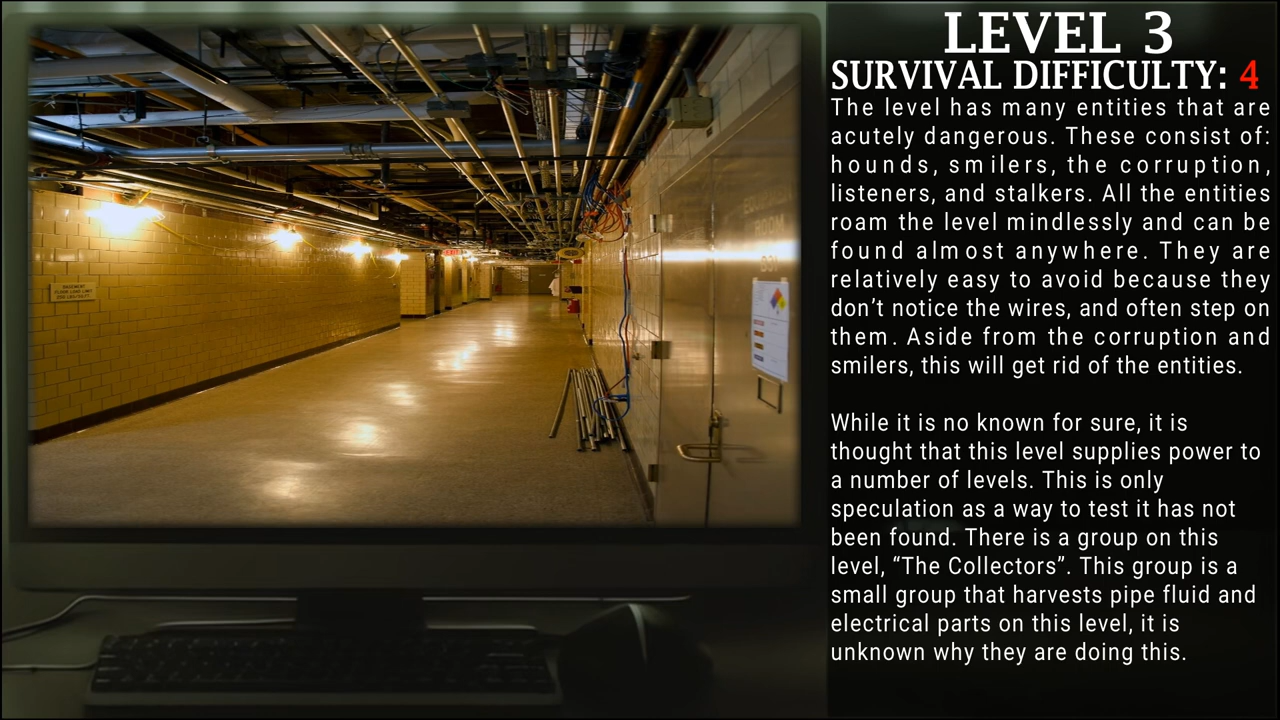 LEVEL 3
SURVIVAL DIFFICULTY: 4
The level has many entities that are
acutely dangerous. These consist of:
hounds, smilers, the corruption,
listeners, and stalkers. All the entities
roam the level mindlessly and can be
found almost anywhere. They are
relatively easy to avoid because they
don’t notice the wires, and often step on
them. Aside from the corruption and
smilers, this will get rid of the entities.
While it is no known for sure, it is
thought that this level supplies power to
a number of levels. This is only
speculation as a way to test it has not
been found. There is a group on this
level, “The Collectors”. This group is a
small group that harvests pipe fluid and
electrical parts on this level, it is
unknown why they are doing this.
BASEMENT
FLOOR LOAD LIMIT